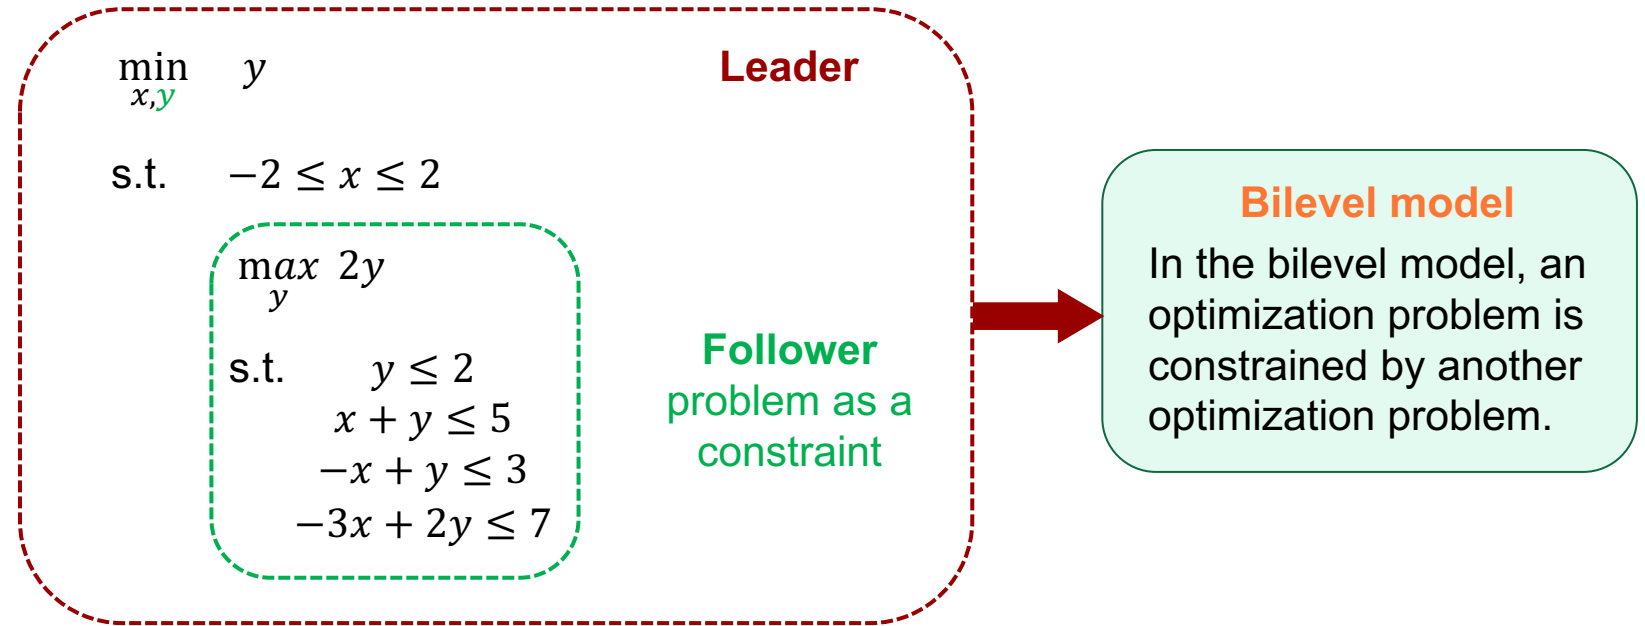 min y Leader
x,y
s.t. −2 ≤ x ≤ 2
max 2y
y
s.t. y ≤ 2
x + y ≤ 5
−x + y ≤ 3
−3x + 2y ≤ 7
Follower
problem as a
constraint
Bilevel model
In the bilevel model, an
optimization problem is
constrained by another
optimization problem.